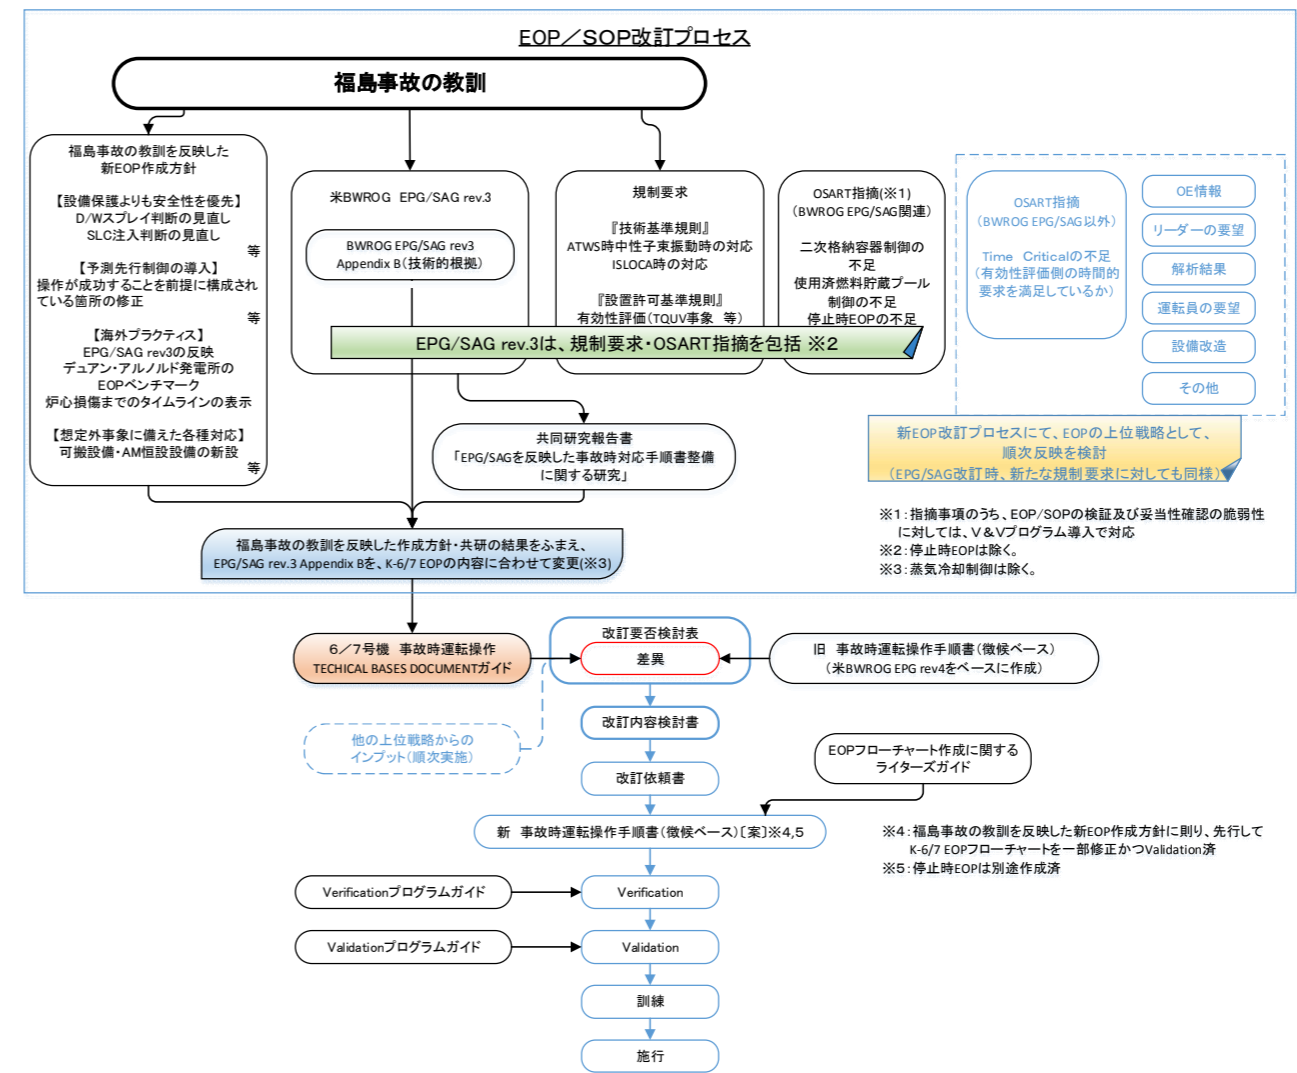 EOP／SOP改訂プロセス
福島事故の教訓
福島事故の教訓を反映した
新EOP作成方針
【設備保護よりも安全性を優先】
D/Wスプレイ判断の見直し
SLC注入判断の見直し
等
【予測先行制御の導入】
操作が成功することを前提に構成され
ている箇所の修正
等
【海外プラクティス】
EPG/SAG rev3の反映
デュアン・アルノルド発電所の
EOPベンチマーク
炉心損傷までのタイムラインの表示
【想定外事象に備えた各種対応】
可搬設備・AM恒設設備の新設
等
米BWROG EPG/SAG rev.3
BWROG EPG/SAG rev3
Appendix B（技術的根拠）
規制要求
『技術基準規則』
ATWS時中性子束振動時の対応
ISLOCA時の対応
『設置許可基準規則』
有効性評価（TQUV事象 等）
OSART指摘(※1)
（BWROG EPG/SAG関連）
二次格納容器制御の
不足
使用済燃料貯蔵プール
制御の不足
停止時EOPの不足
EPG/SAG rev.3は、規制要求・OSART指摘を包括 ※2
OSART指摘
（BWROG EPG/SAG以外）
Time Criticalの不足
（有効性評価側の時間的
要求を満足しているか）
OE情報
リーダーの要望
解析結果
運転員の要望
設備改造
その他
共同研究報告書
「EPG/SAGを反映した事故時対応手順書整備
に関する研究」
新EOP改訂プロセスにて、EOPの上位戦略として、
順次反映を検討
（EPG/SAG改訂時、新たな規制要求に対しても同様）
※1：指摘事項のうち、EOP/SOPの検証及び妥当性確認の脆弱性
に対しては、V＆Vプログラム導入で対応
※2：停止時EOPは除く。
※3：蒸気冷却制御は除く。
福島事故の教訓を反映した作成方針・共研の結果をふまえ、
EPG/SAG rev.3 Appendix Bを、K-6/7 EOPの内容に合わせて変更(※3)
６／７号機 事故時運転操作
TECHICAL BASES DOCUMENTガイド
改訂要否検討表
差異
旧 事故時運転操作手順書（徴候ベース）
（米BWROG EPG rev4をベースに作成）
改訂内容検討書
他の上位戦略からの
インプット（順次実施）
EOPフローチャート作成に関する
ライターズガイド
改訂依頼書
新 事故時運転操作手順書（徴候ベース）〔案〕※4,5
※4：福島事故の教訓を反映した新EOP作成方針に則り、先行して
K-6/7 EOPフローチャートを一部修正かつValidation済
※5：停止時EOPは別途作成済
Verificationプログラムガイド
Verification
Validationプログラムガイド
Validation
訓練
施行